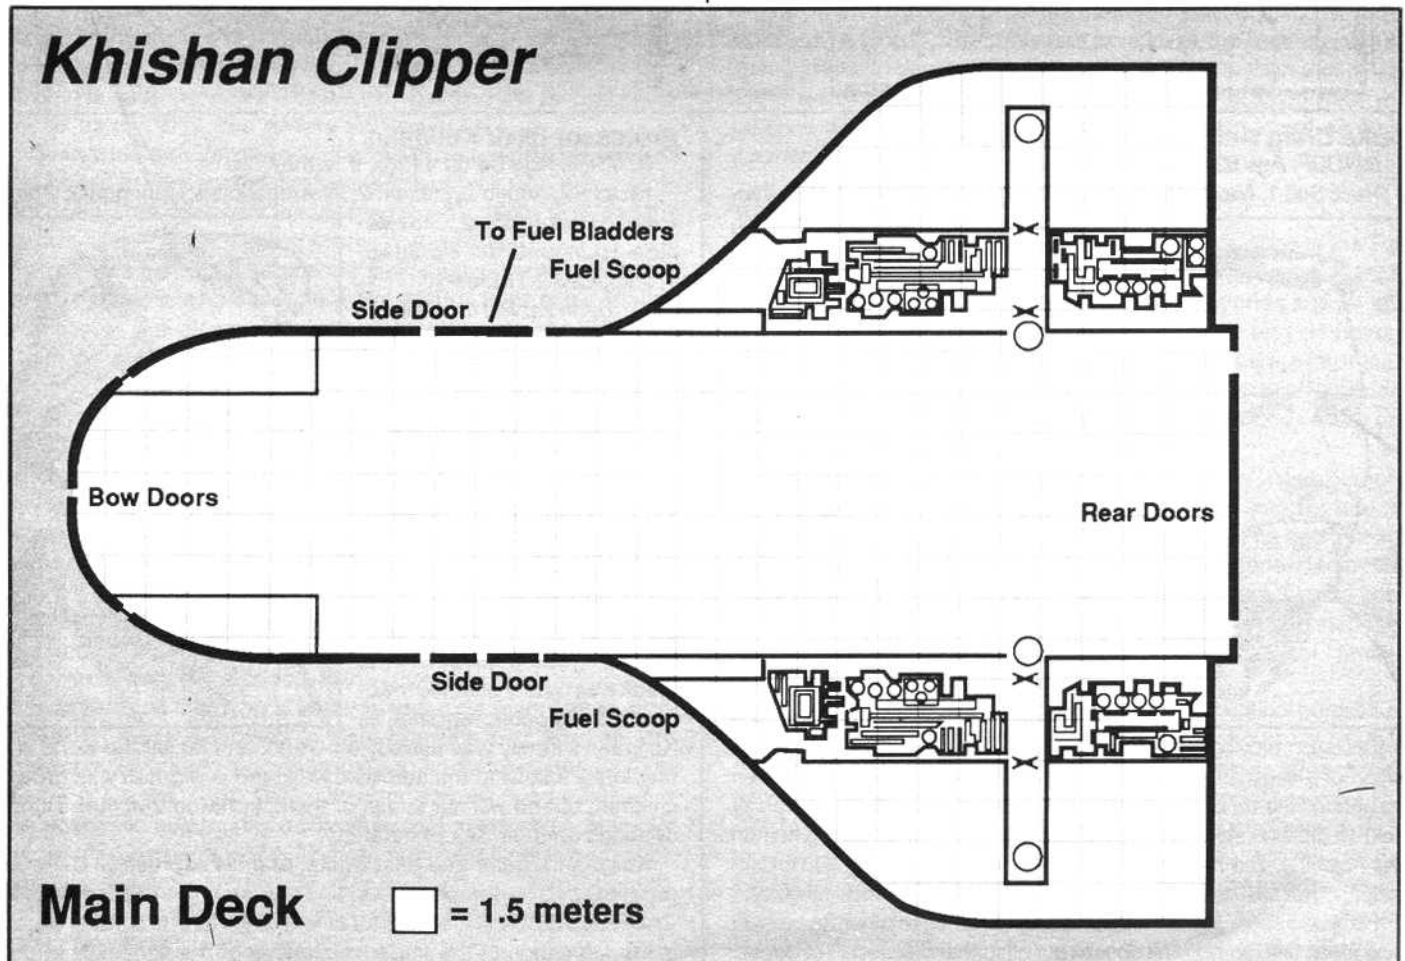 Khishan Clipper
To Fuel Bladders
Fuel Scoop
Side Door
Bow Doors
Rear Doors
Side Door
Fuel Scoop
Main Deck
= 1.5 meters